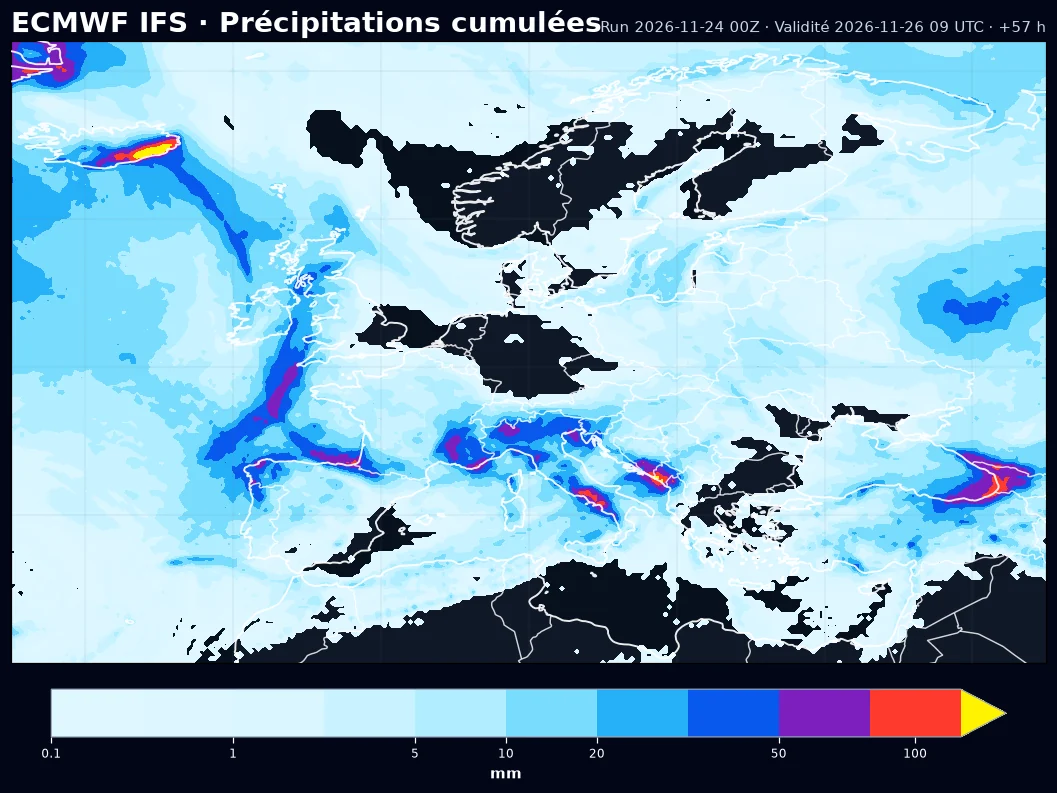 ECMWF IFS · Précipitations cumulées
Run 2026-11-24 00Z · Validité 2026-11-26 09 UTC · +57 h
0.1 1 5 10 20 50 100
mm